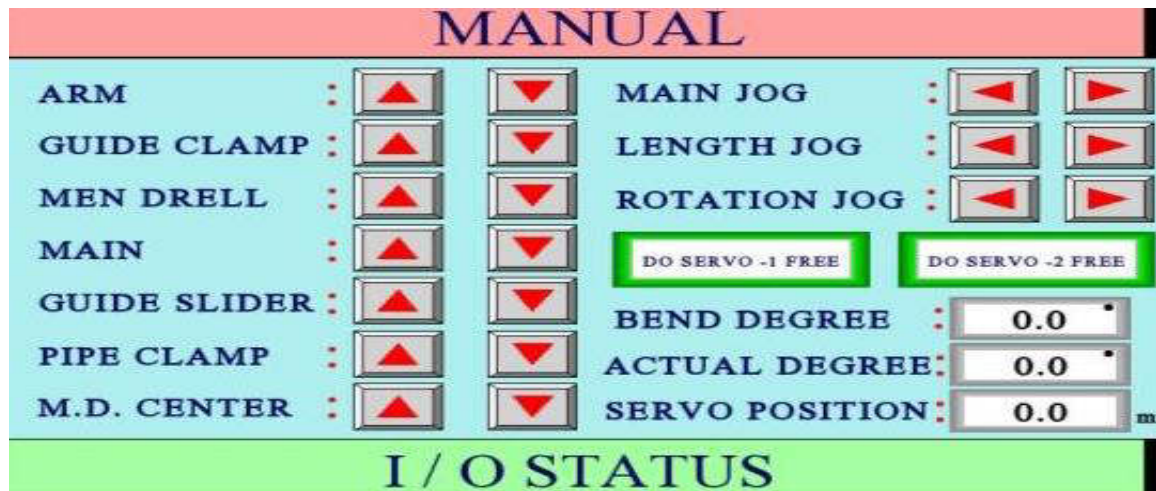 MANUAL
ARM :
GUIDE CLAMP :
MEN DRELL :
MAIN :
GUIDE SLIDER :
PIPE CLAMP :
M.D. CENTER :
MAIN JOG :
LENGTH JOG :
ROTATION JOG :
DO SERVO -1 FREE DO SERVO -2 FREE
BEND DEGREE : 0.0 °
ACTUAL DEGREE: 0.0 °
SERVO POSITION: 0.0 m
I / O STATUS